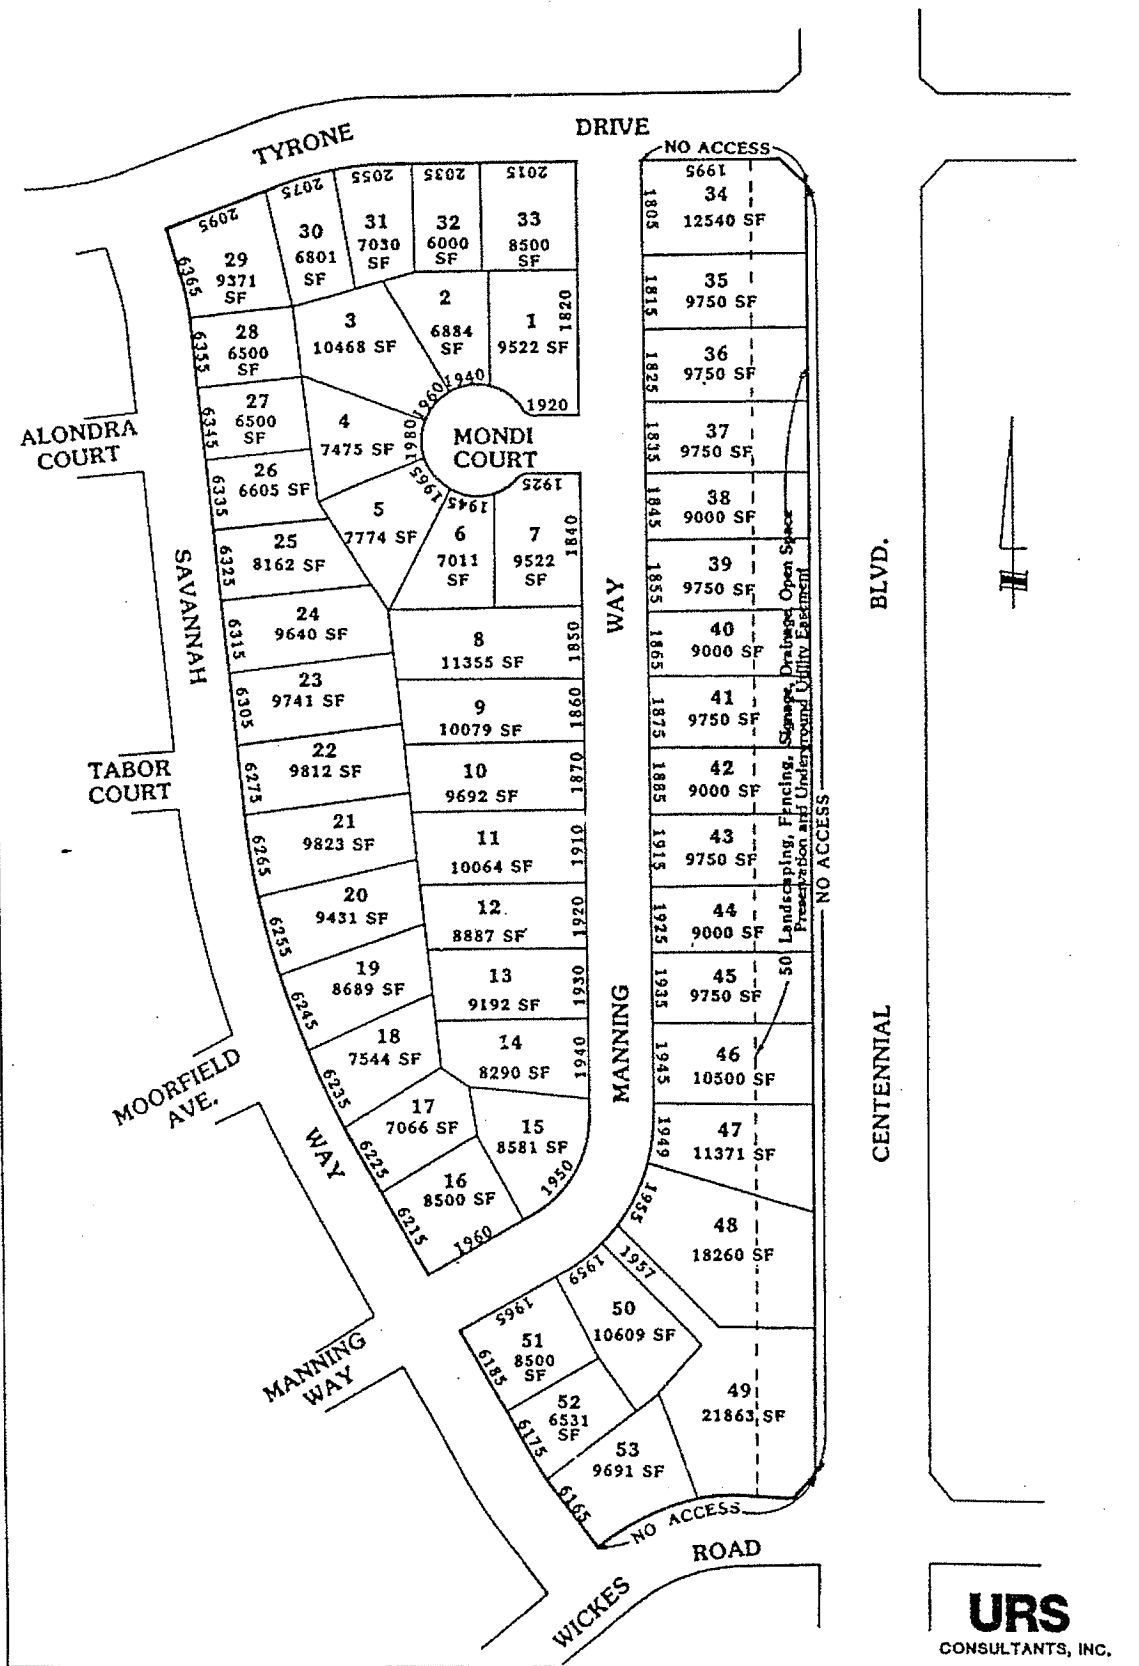 TYRONE
DRIVE
NO ACCESS
2095
2075
2055
2035
2015
1995
6365
29
9371
SF
30
6801
SF
31
7030
SF
32
6000
SF
33
8500
SF
1805
34
12540 SF
6355
28
6500
SF
3
10468 SF
2
6884
SF
1
9522 SF
1820
1815
35
9750 SF
1825
36
9750 SF
1960
1940
1920
6345
27
6500
SF
4
7475 SF
1980
MONDI
COURT
1835
37
9750 SF
ALONDRA
COURT
6335
26
6605 SF
1965
1945
1925
1845
38
9000 SF
6325
25
8162 SF
5
7774 SF
6
7011
SF
7
9522
SF
1840
1855
39
9750 SF
SAVANNAH
WAY
BLVD.
6315
24
9640 SF
8
11355 SF
1850
1865
40
9000 SF
6305
23
9741 SF
9
10079 SF
1860
1875
41
9750 SF
TABOR
COURT
6275
22
9812 SF
10
9692 SF
1870
1885
42
9000 SF
6265
21
9823 SF
11
10064 SF
1910
1915
43
9750 SF
50' Landscaping, Fencing, Signage, Drainage, Open Space
Preservation and Underground Utility Easement
NO ACCESS
6255
20
9431 SF
12
8887 SF
1920
1925
44
9000 SF
6245
19
8689 SF
13
9192 SF
1930
1935
45
9750 SF
MANNING
CENTENNIAL
MOORFIELD
AVE.
6235
18
7544 SF
14
8290 SF
1940
1945
46
10500 SF
WAY
6225
17
7066 SF
15
8581 SF
1950
1949
47
11371 SF
6215
16
8500 SF
1960
1955
48
18260 SF
1957
1959
1965
MANNING
WAY
6185
51
8500
SF
50
10609 SF
49
21863 SF
6175
52
6531
SF
6165
53
9691 SF
NO ACCESS
WICKES
ROAD
URS
CONSULTANTS, INC.